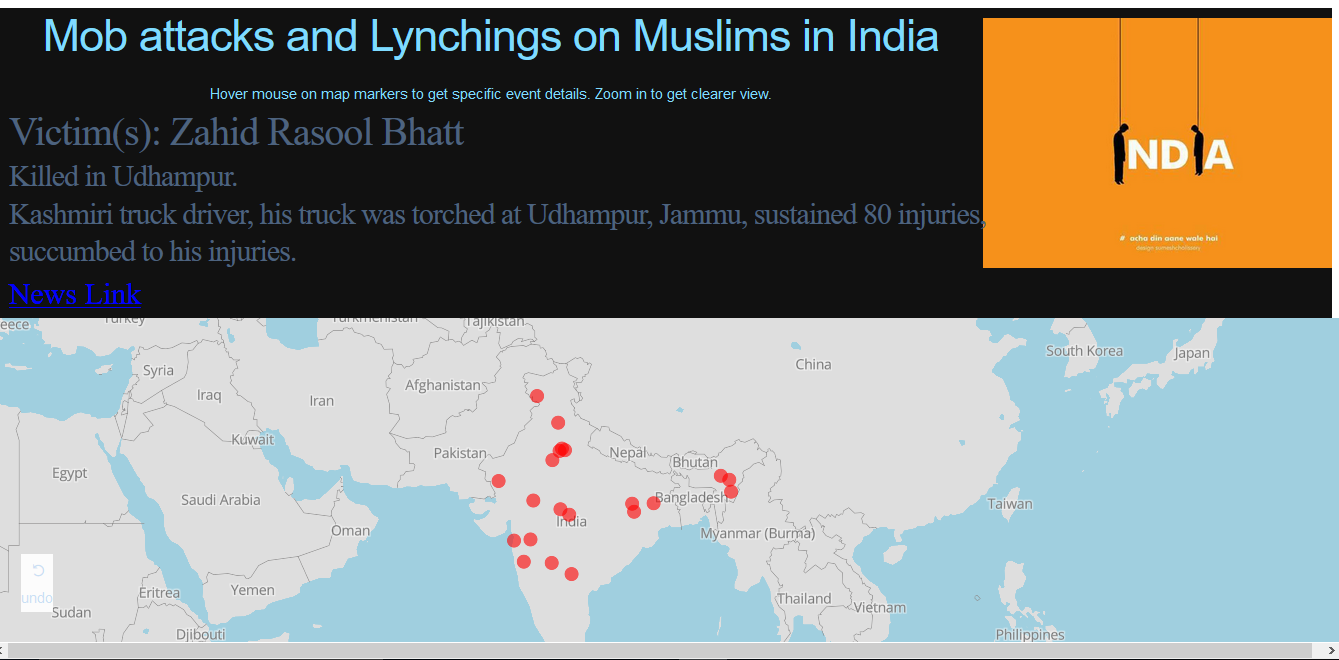 Mob attacks and Lynchings on Muslims in India
Hover mouse on map markers to get specific event details. Zoom in to get clearer view.
Victim(s): Zahid Rasool Bhatt
Killed in Udhampur.
Kashmiri truck driver, his truck was torched at Udhampur, Jammu, sustained 80 injuries,
succumbed to his injuries.
News Link
INDIA
# acha din aane wale hai
eece
Turkey
Turkmenistan
Tajikistan
South Korea
Japan
China
Syria
Afghanistan
Iraq
Iran
Kuwait
Pakistan
Nepal
Bhutan
Egypt
Saudi Arabia
Bangladesh
Taiwan
India
Oman
Myanmar (Burma)
undo
Eritrea
Yemen
Thailand
Vietnam
Sudan
Djibouti
Philippines